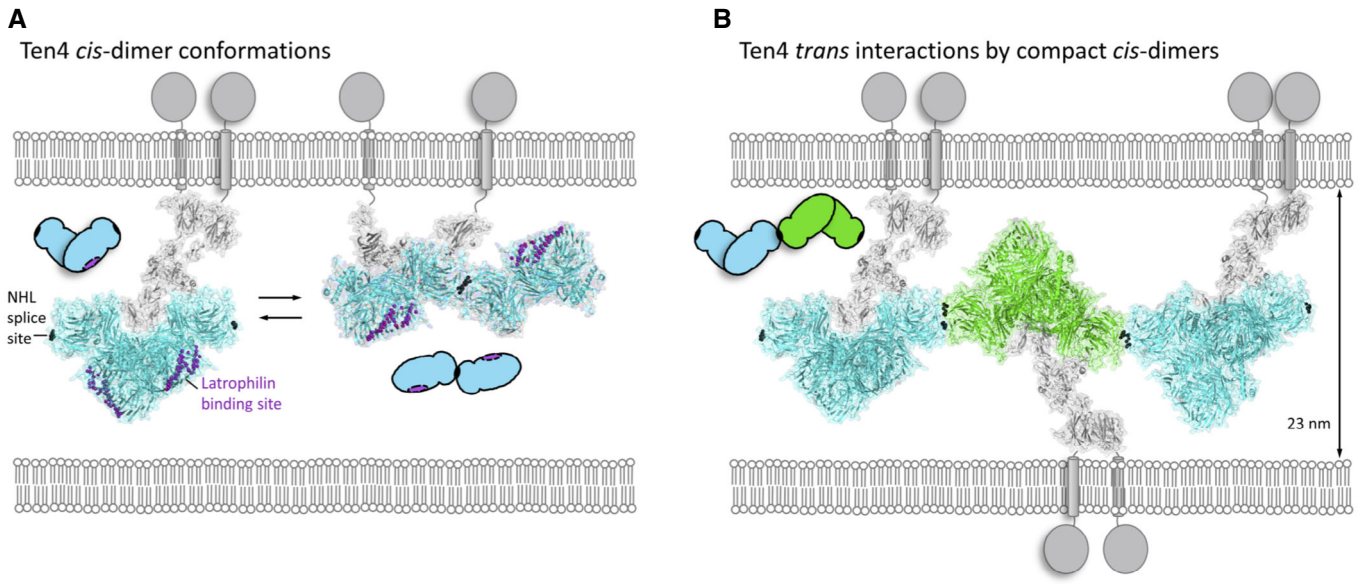 A
Ten4 cis-dimer conformations
NHL
splice
site
Latrophilin
binding site
B
Ten4 trans interactions by compact cis-dimers
23 nm